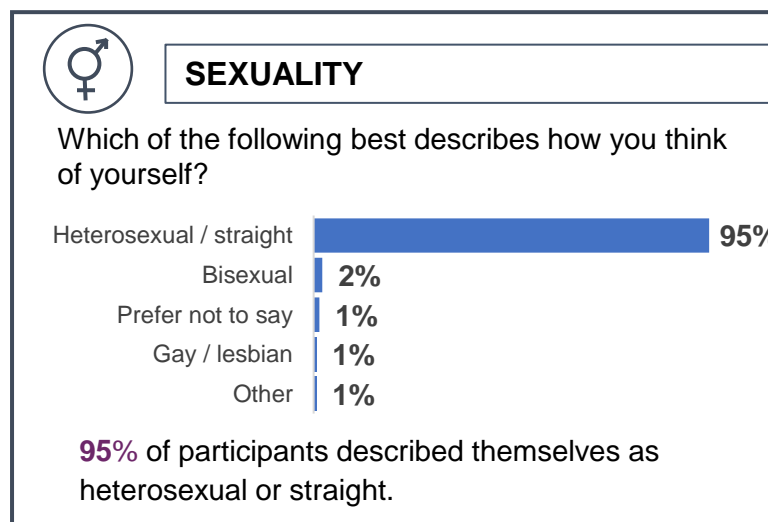 SEXUALITY
Which of the following best describes how you think
of yourself?
Heterosexual / straight 95%
Bisexual 2%
Prefer not to say 1%
Gay / lesbian 1%
Other 1%
95% of participants described themselves as
heterosexual or straight.